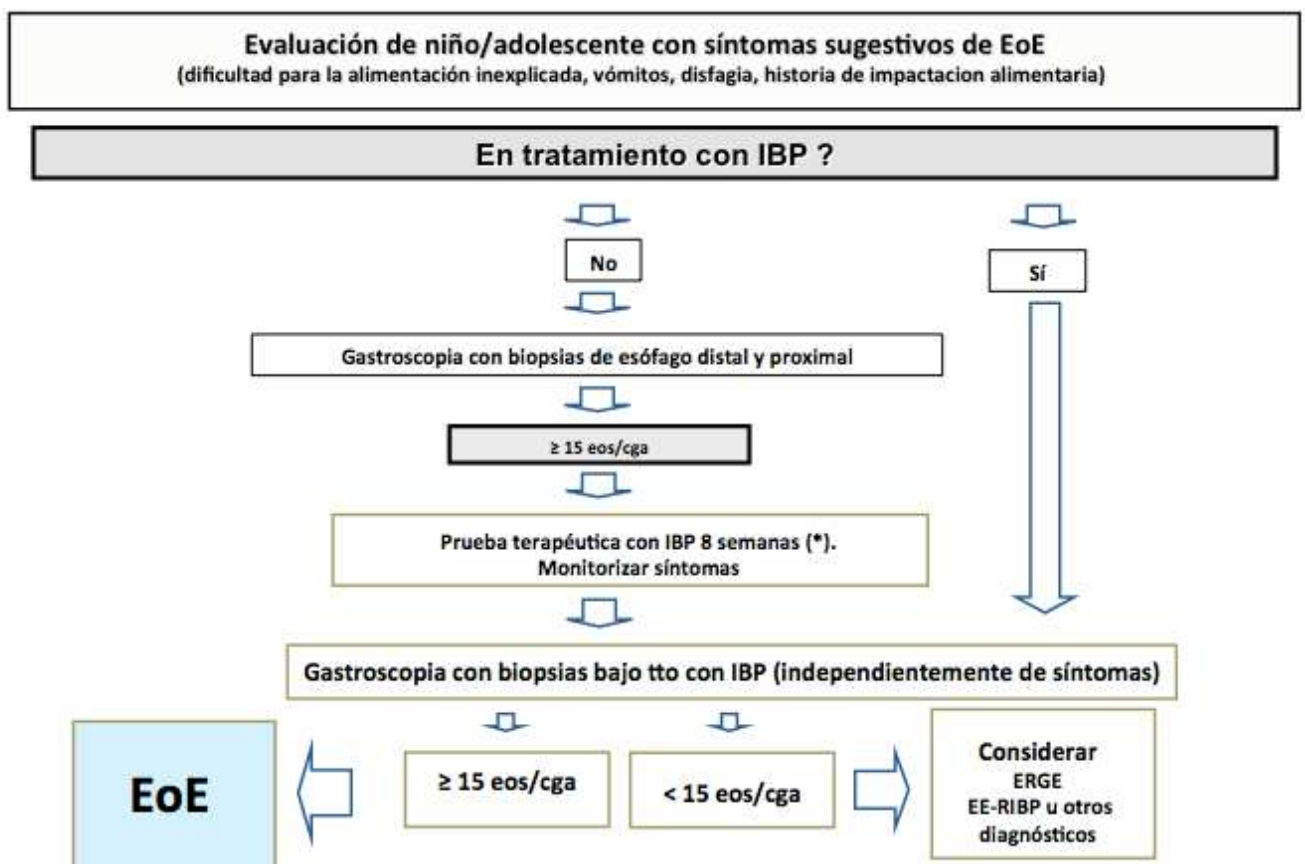 Evaluación de niño/adolescente con síntomas sugestivos de EoE
(dificultad para la alimentación inexplicada, vómitos, disfagia, historia de impactacion alimentaria)
En tratamiento con IBP ?
No
Sí
Gastroscopia con biopsias de esófago distal y proximal
≥ 15 eos/cga
Prueba terapéutica con IBP 8 semanas (*).
Monitorizar síntomas
Gastroscopia con biopsias bajo tto con IBP (independientemente de síntomas)
EoE
≥ 15 eos/cga
< 15 eos/cga
Considerar
ERGE
EE-RIBP u otros
diagnósticos